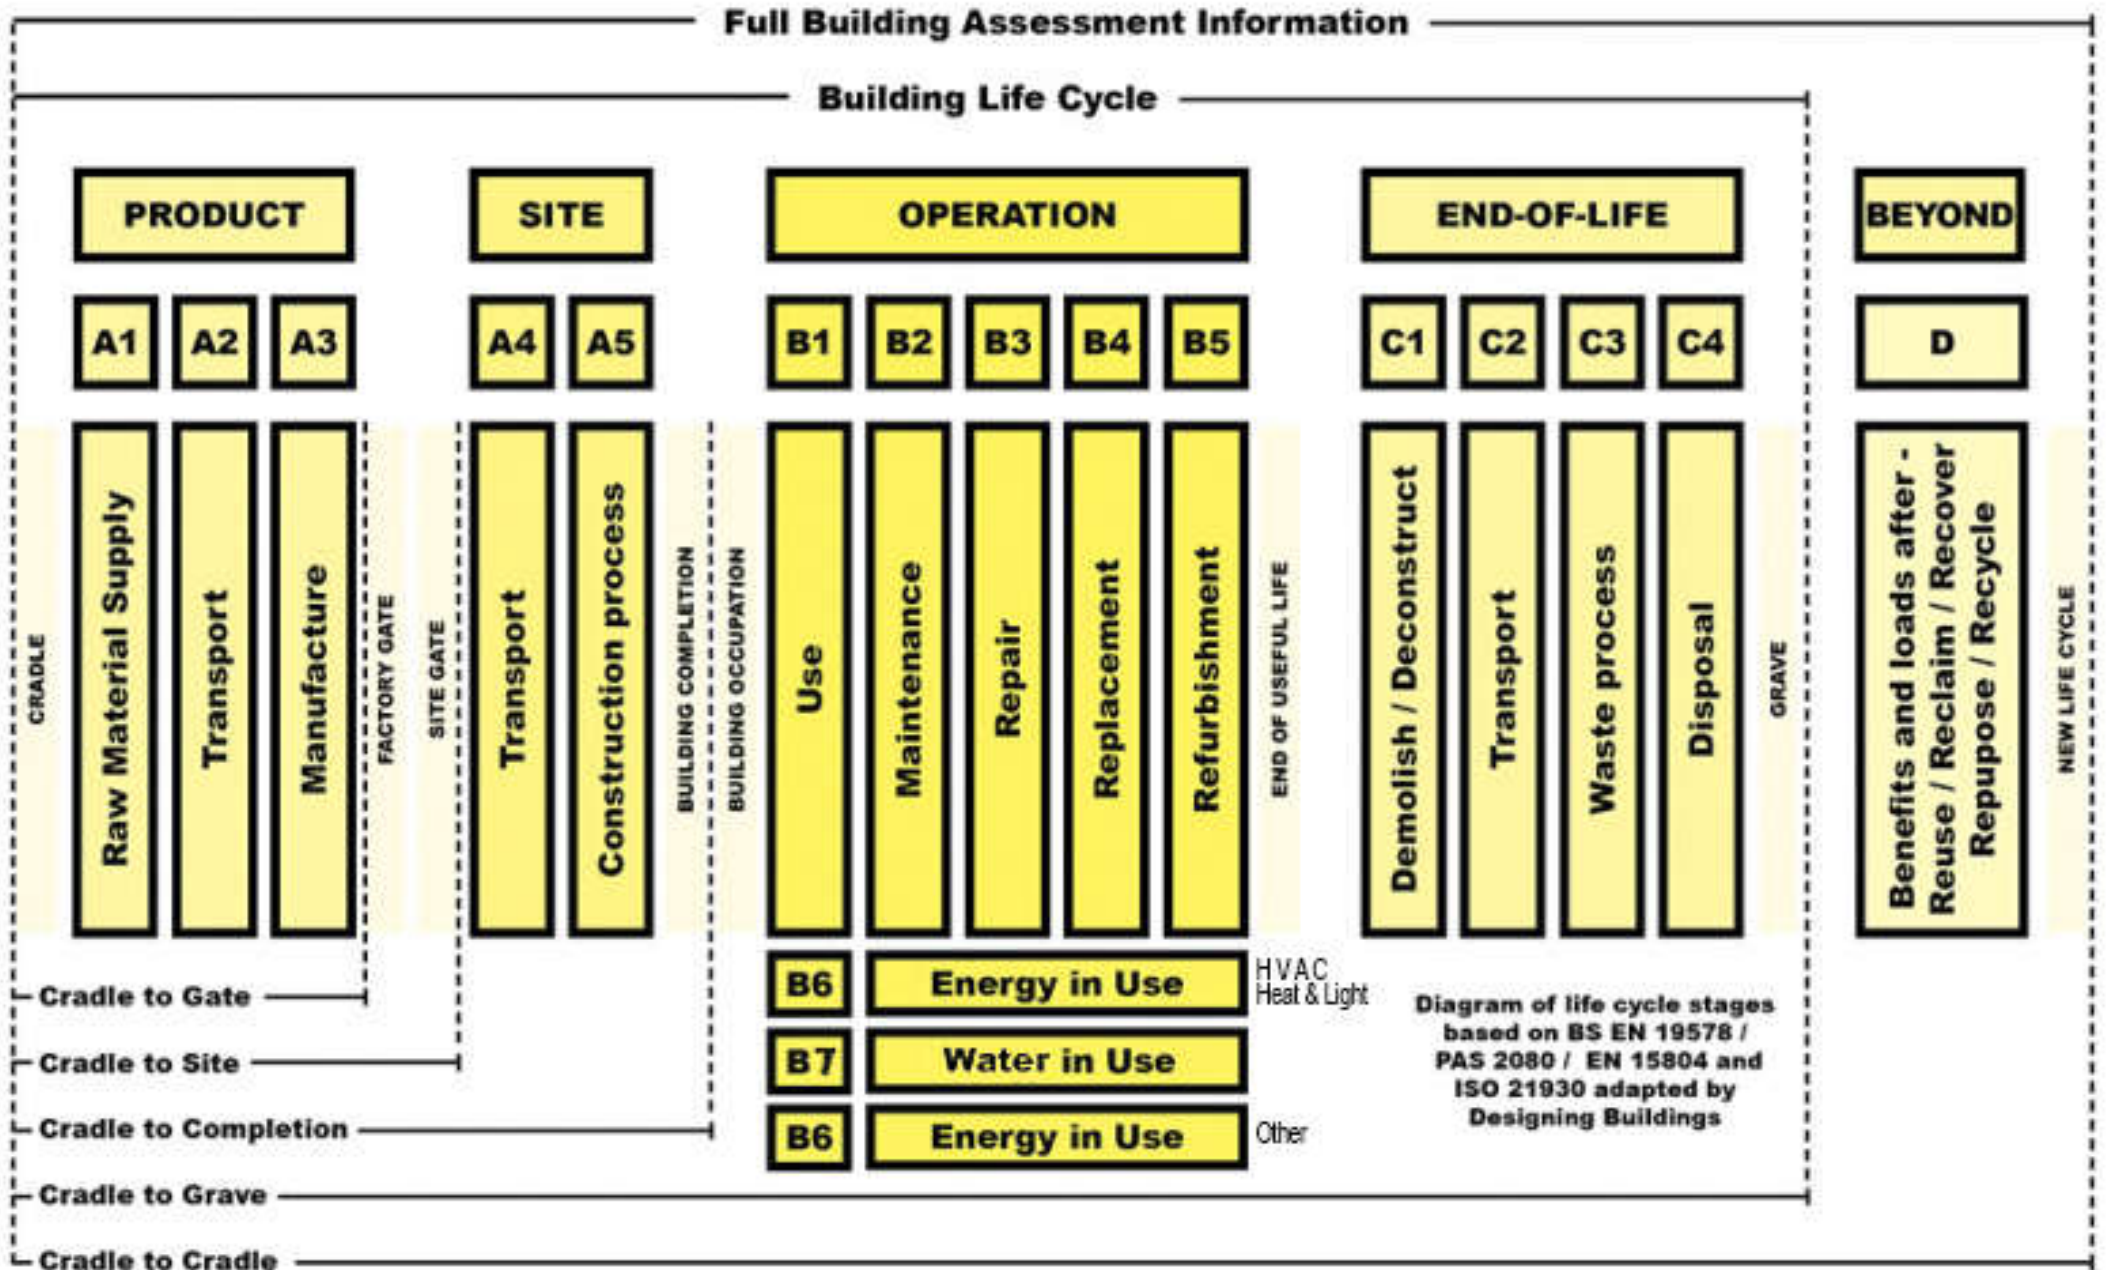 Full Building Assessment Information
Building Life Cycle
PRODUCT
SITE
OPERATION
END-OF-LIFE
BEYOND
A1
A2
A3
A4
A5
B1
B2
B3
B4
B5
C1
C2
C3
C4
D
CRADLE
Raw Material Supply
Transport
Manufacture
FACTORY GATE
SITE GATE
Transport
Construction process
BUILDING COMPLETION
BUILDING OCCUPATION
Use
Maintenance
Repair
Replacement
Refurbishment
END OF USEFUL LIFE
Demolish / Deconstruct
Transport
Waste process
Disposal
GRAVE
Benefits and loads after -
Reuse / Reclaim / Recover
Repupose / Recycle
NEW LIFE CYCLE
B6
Energy in Use
HVAC
Heat & Light
B7
Water in Use
B6
Energy in Use
Other
Cradle to Gate
Cradle to Site
Cradle to Completion
Cradle to Grave
Cradle to Cradle
Diagram of life cycle stages
based on BS EN 19578 /
PAS 2080 / EN 15804 and
ISO 21930 adapted by
Designing Buildings